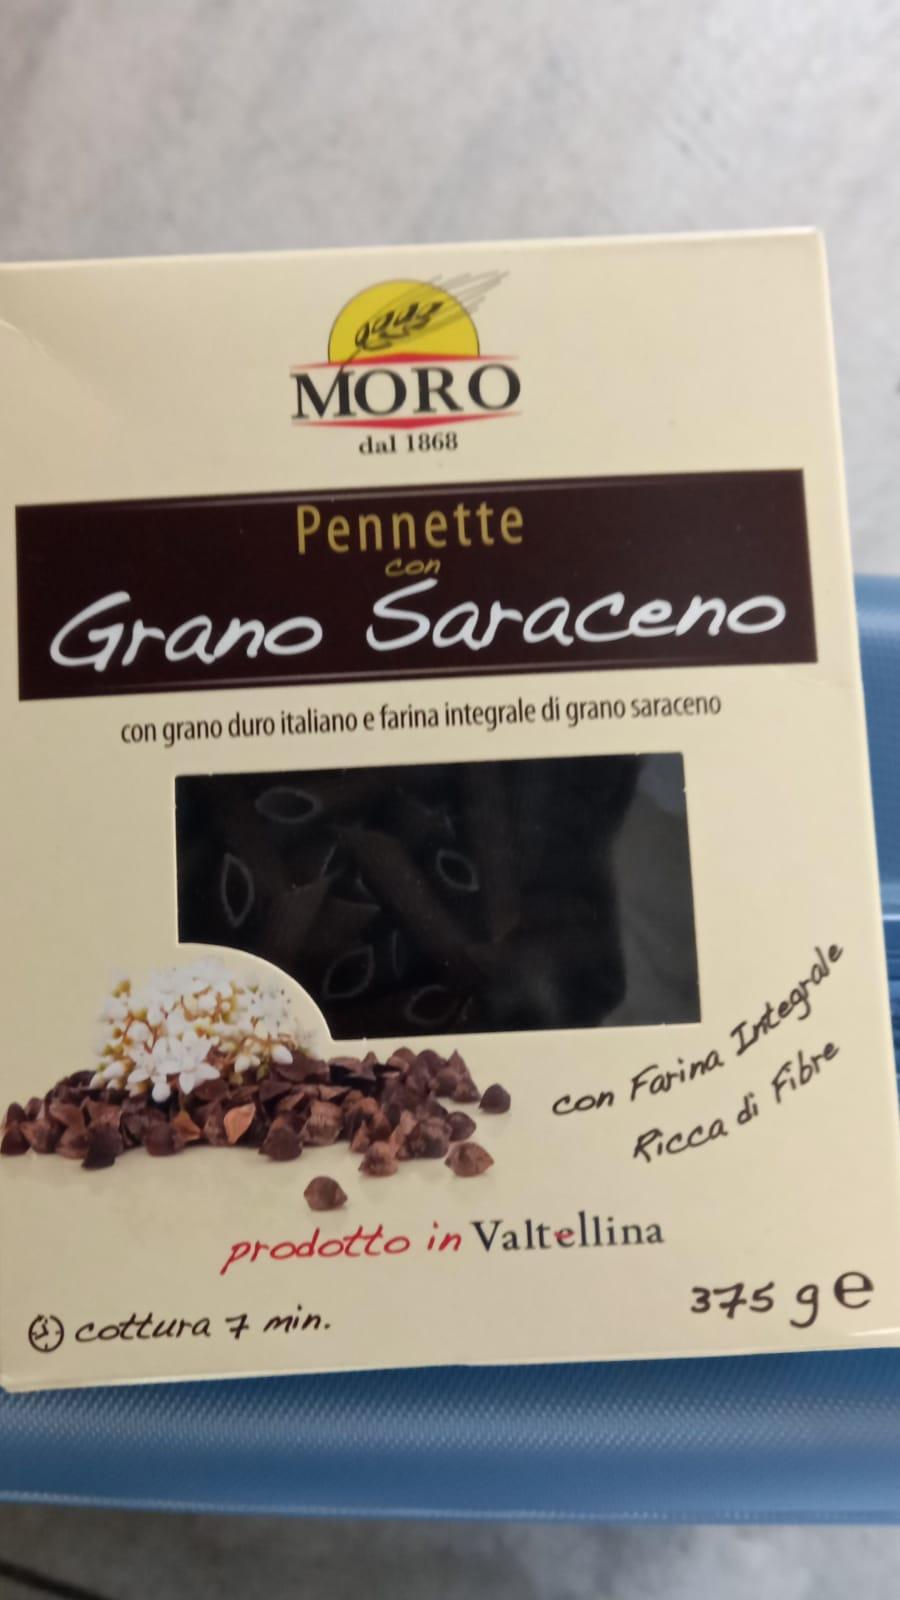 MORO
dal 1868
Pennette
con
Grano Saraceno
con grano duro italiano e farina integrale di grano saraceno
con Farina Integrale
Ricca di Fibre
prodotto in Valtellina
cottura 7 min.
375 g e